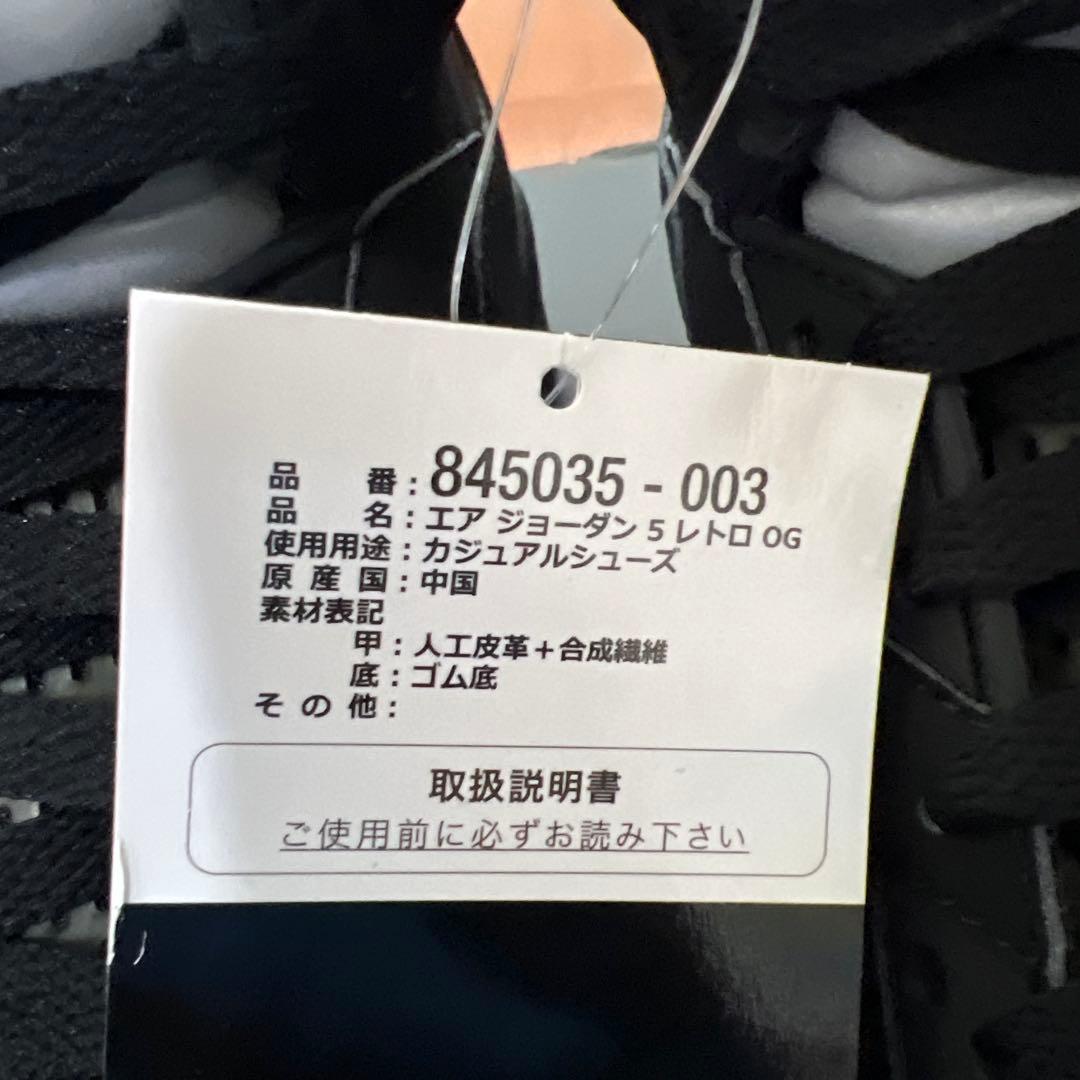 品番：845035 - 003
品名：エア ジョーダン 5 レトロ OG
使用用途：カジュアルシューズ
原産国：中国
素材表記
甲：人工皮革＋合成繊維
底：ゴム底
その他：
取扱説明書
ご使用前に必ずお読み下さい